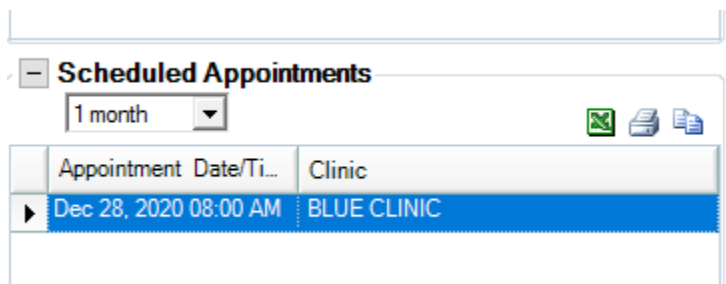 Scheduled Appointments
1 month
Appointment Date/Ti...
Clinic
Dec 28, 2020 08:00 AM
BLUE CLINIC